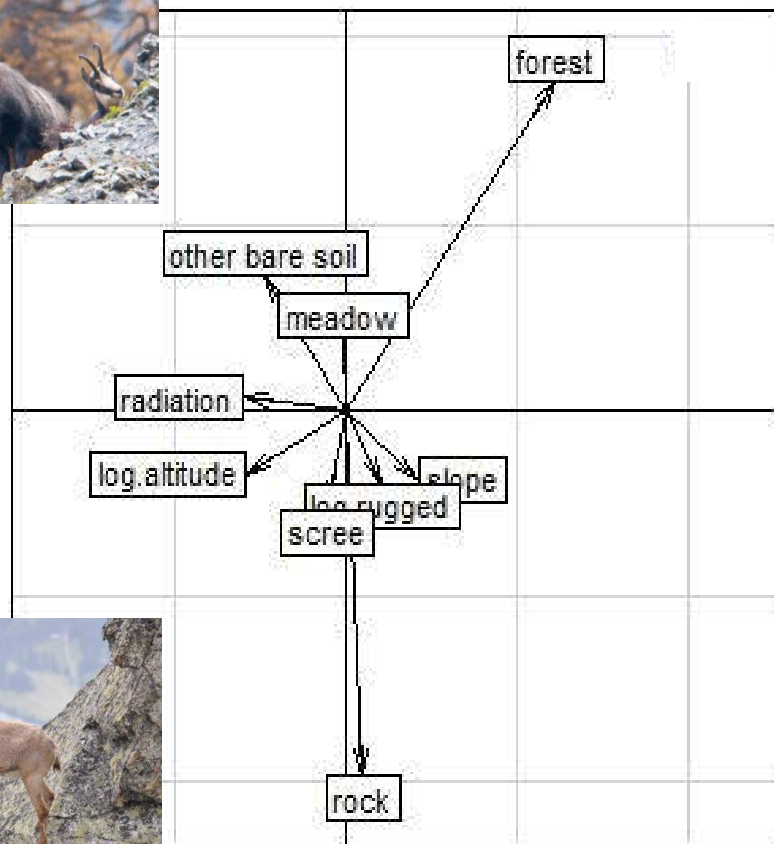 forest
other bare soil
meadow
radiation
log.altitude
slope
log.rugged
scree
rock